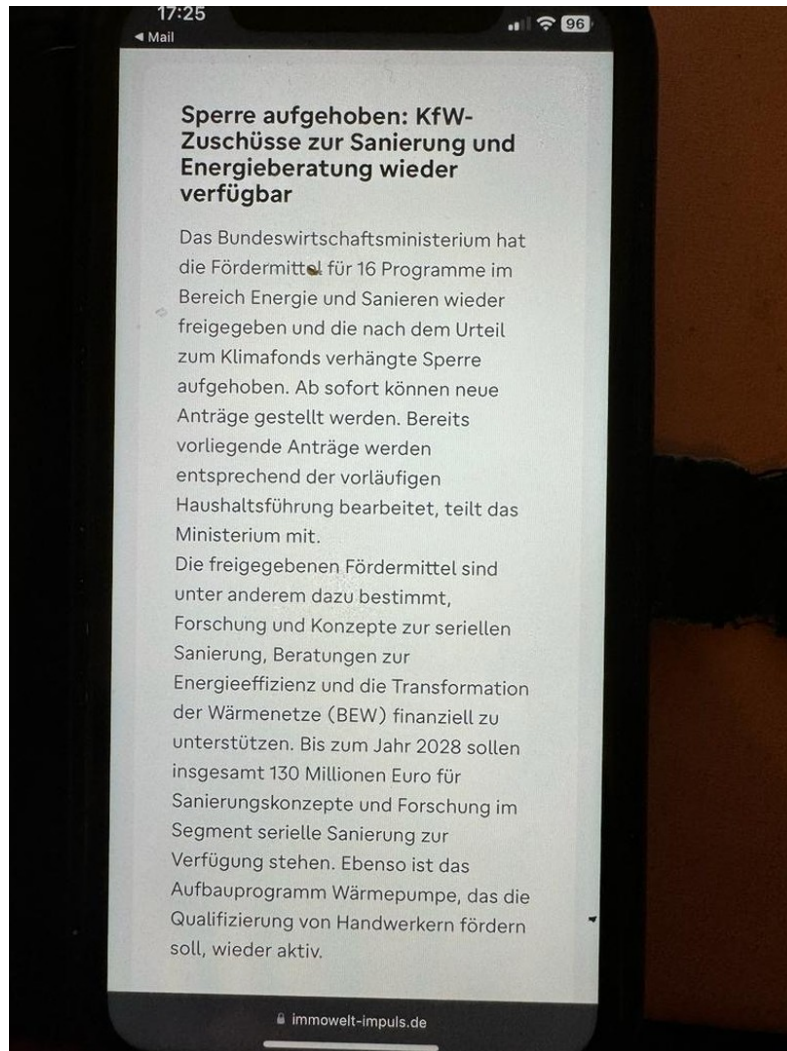 17:25
96
◄ Mail
Sperre aufgehoben: KfW-
Zuschüsse zur Sanierung und
Energieberatung wieder
verfügbar
Das Bundeswirtschaftsministerium hat
die Fördermittel für 16 Programme im
Bereich Energie und Sanieren wieder
freigegeben und die nach dem Urteil
zum Klimafonds verhängte Sperre
aufgehoben. Ab sofort können neue
Anträge gestellt werden. Bereits
vorliegende Anträge werden
entsprechend der vorläufigen
Haushaltsführung bearbeitet, teilt das
Ministerium mit.
Die freigegebenen Fördermittel sind
unter anderem dazu bestimmt,
Forschung und Konzepte zur seriellen
Sanierung, Beratungen zur
Energieeffizienz und die Transformation
der Wärmenetze (BEW) finanziell zu
unterstützen. Bis zum Jahr 2028 sollen
insgesamt 130 Millionen Euro für
Sanierungskonzepte und Forschung im
Segment serielle Sanierung zur
Verfügung stehen. Ebenso ist das
Aufbauprogramm Wärmepumpe, das die
Qualifizierung von Handwerkern fördern
soll, wieder aktiv.
immowelt-impuls.de